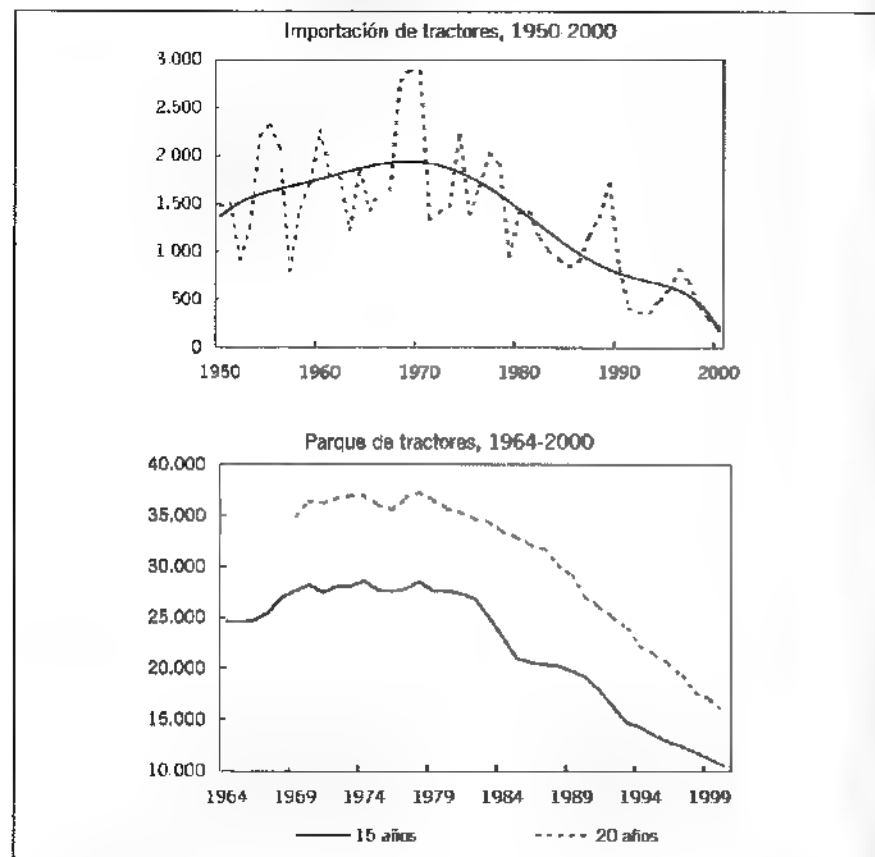 Importación de tractores, 1950-2000
3.000
2.500
2 000
1.500
1 000
500
0
1950 1960 1970 1980 1990 2000
Parque de tractores, 1964-2000
40.000
35.000
30.000
25.000
20.000
15.000
10.000
1964 1969 1974 1979 1984 1989 1994 1999
15 años 20 años